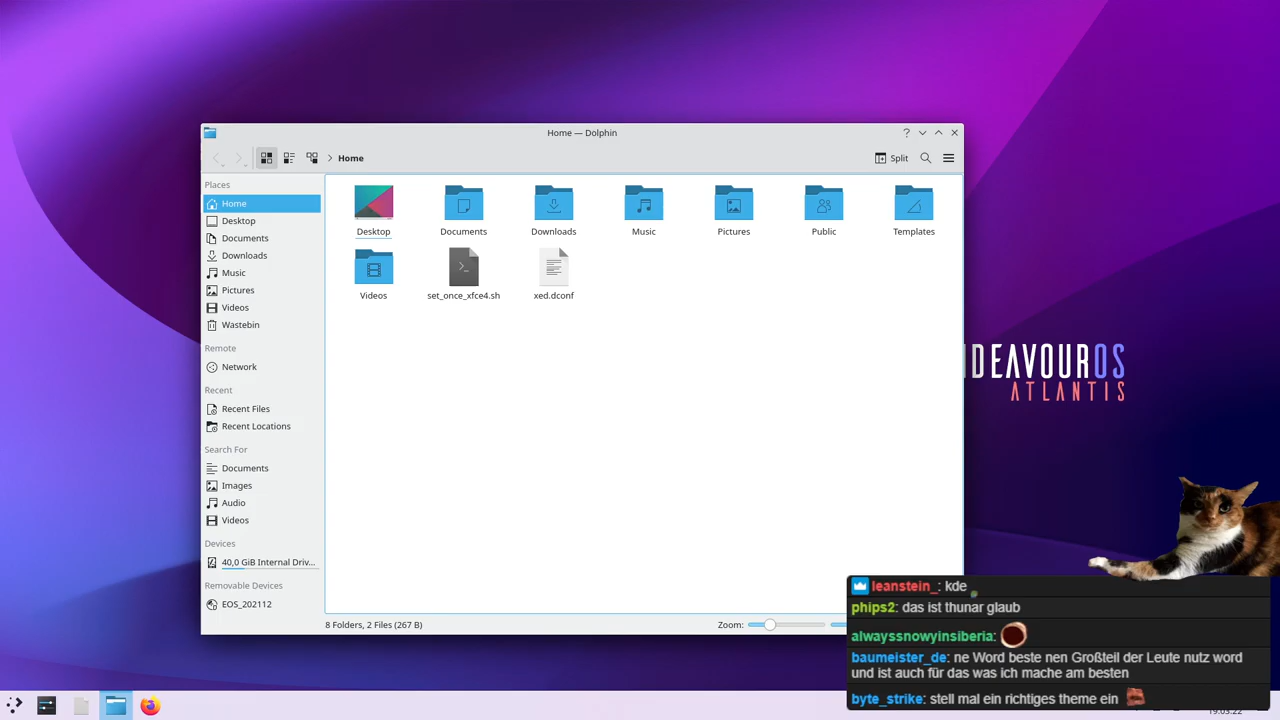 Home — Dolphin
Home
Split
Places
Home
Desktop
Documents
Downloads
Music
Pictures
Videos
Wastebin
Remote
Network
Recent
Recent Files
Recent Locations
Search For
Documents
Images
Audio
Videos
Devices
40,0 GiB Internal Driv...
Removable Devices
EOS_202112
Desktop
Documents
Downloads
Music
Pictures
Public
Templates
Videos
set_once_xfce4.sh
xed.dconf
8 Folders, 2 Files (267 B)
Zoom:
DEAVOUROS
ATLANTIS
leanstein_: kde
phips2: das ist thunar glaub
alwayssnowyinsiberia:
baumeister_de: ne Word beste nen Großteil der Leute nutz word
und ist auch für das was ich mache am besten
byte_strike: stell mal ein richtiges theme ein
19.03.22